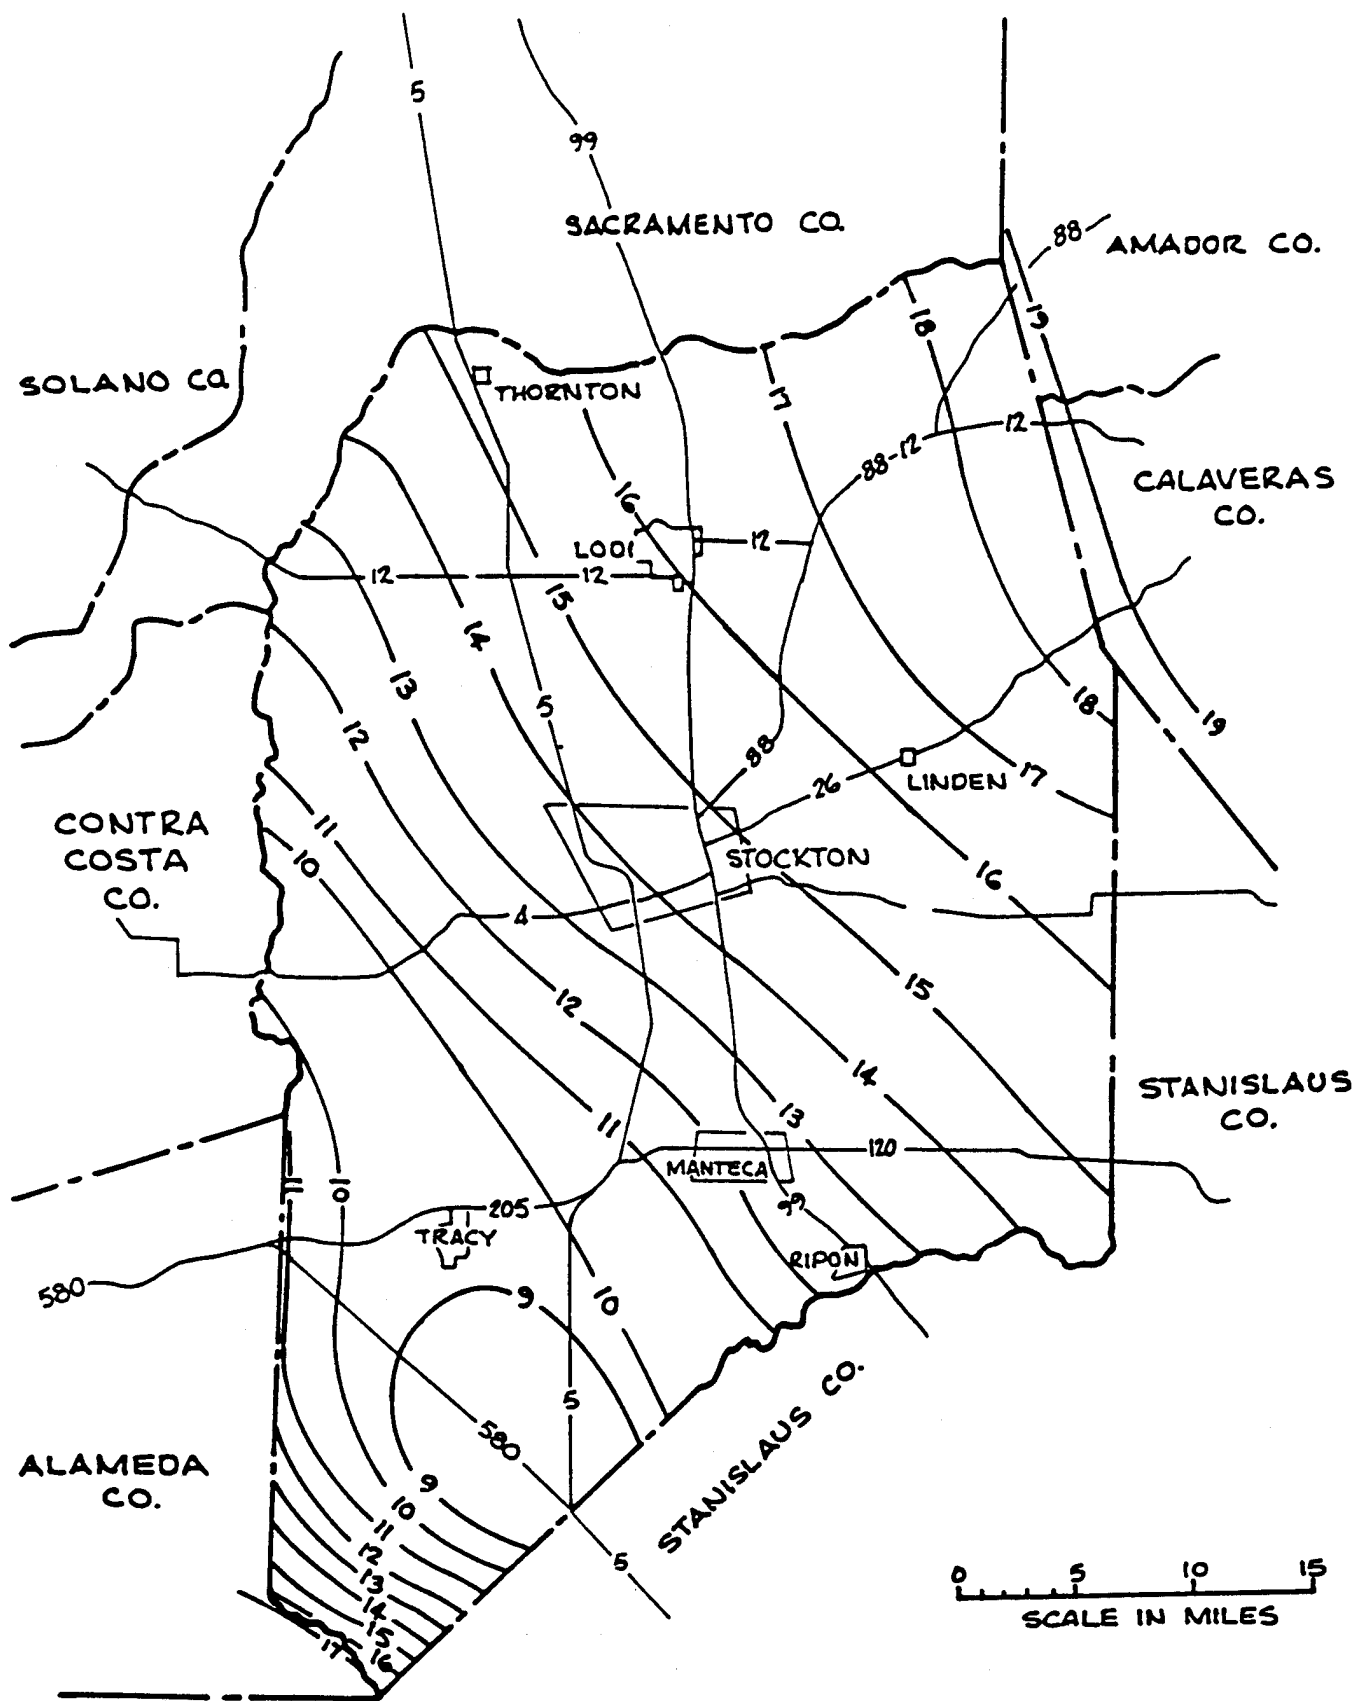 5
99
SACRAMENTO CO.
88
AMADOR CO.
19
18
SOLANO CO.
THORNTON
17
12
88-12
16
CALAVERAS
CO.
LODI
12
12
12
15
14
13
18
19
12
5
88
17
26
LINDEN
11
CONTRA
COSTA
CO.
10
STOCKTON
16
4
15
12
14
STANISLAUS
CO.
13
11
120
MANTECA
11
10
205
99
TRACY
RIPON
580
9
10
5
STANISLAUS CO.
580
ALAMEDA
CO.
9
10
11
12
13
14
15
16
17
5
0 5 10 15
SCALE IN MILES